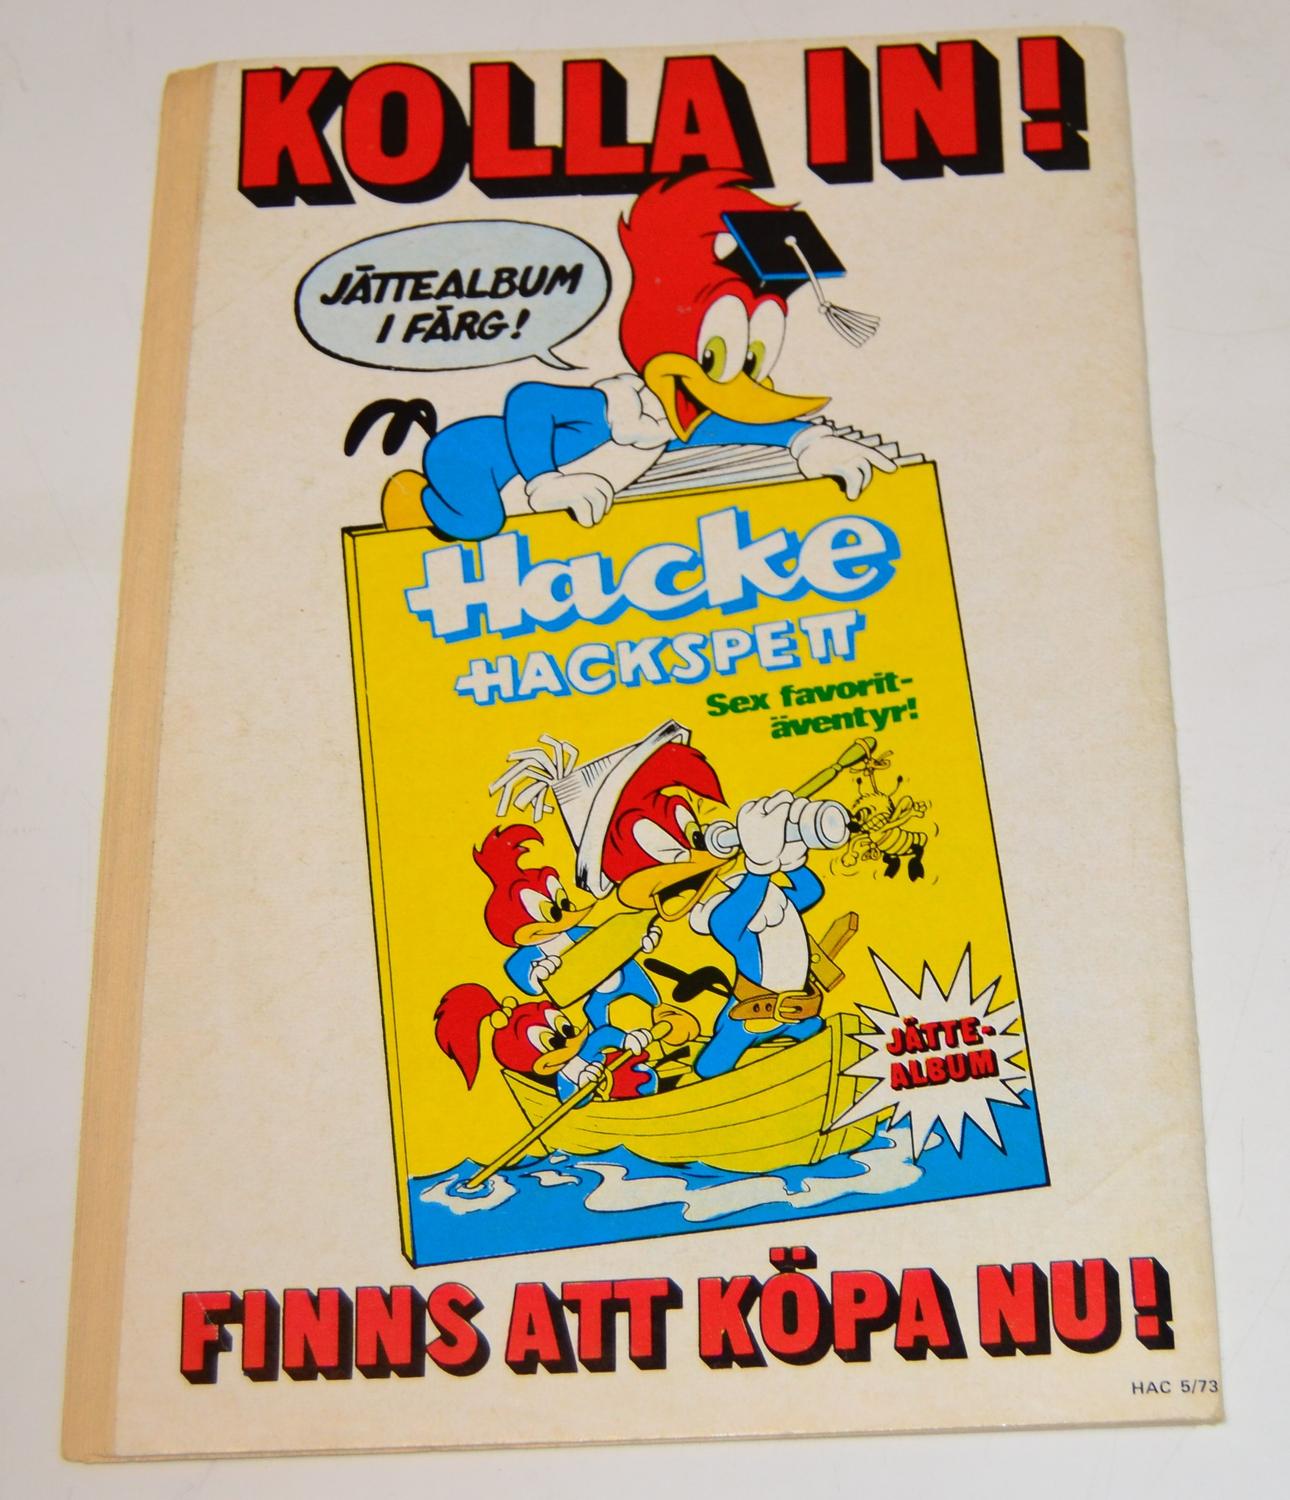 KOLLA IN!
JÄTTEALBUM
I FÄRG!
Hacke
HACKSPETT
Sex favorit-
äventyr!
JÄTTE-
ALBUM
FINNS ATT KÖPA NU!
HAC 5/73